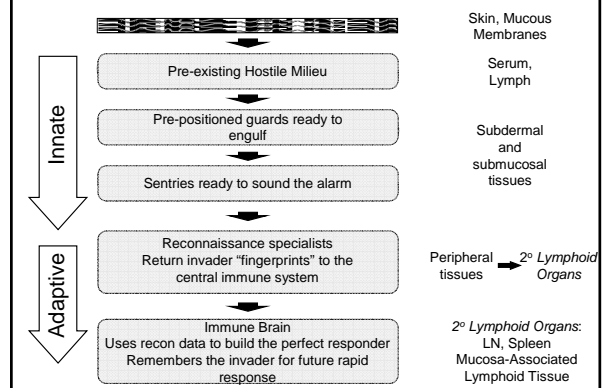 Skin, Mucous
Membranes
Pre-existing Hostile Milieu
Serum,
Lymph
Innate
Pre-positioned guards ready to
engulf
Subdermal
and
submucosal
tissues
Sentries ready to sound the alarm
Adaptive
Reconnaissance specialists
Return invader “fingerprints” to the
central immune system
Peripheral
tissues
2º Lymphoid
Organs
Immune Brain
Uses recon data to build the perfect responder
Remembers the invader for future rapid
response
2º Lymphoid Organs:
LN, Spleen
Mucosa-Associated
Lymphoid Tissue